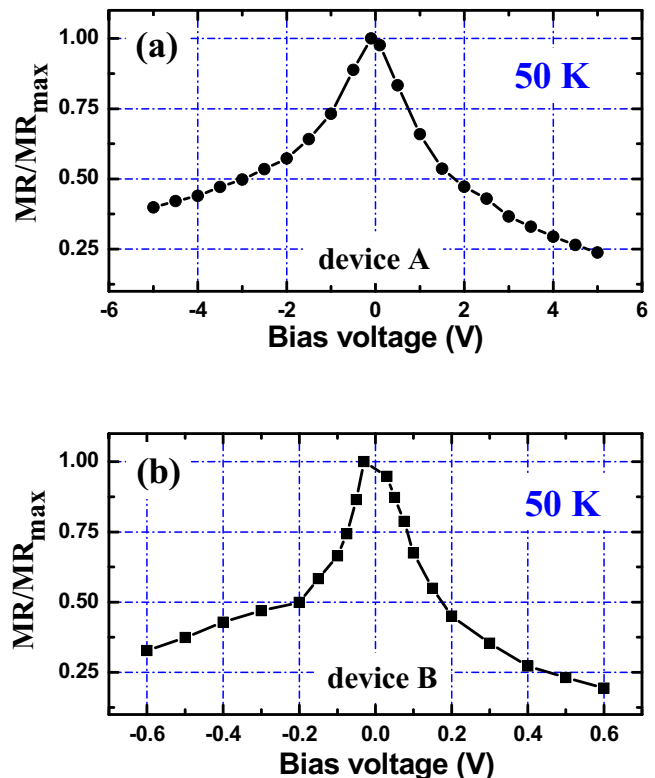 (a)
50 K
1.00
0.75
0.50
0.25
MR/MRmax
device A
-6 -4 -2 0 2 4 6
Bias voltage (V)
(b)
50 K
1.00
0.75
0.50
0.25
MR/MRmax
device B
-0.6 -0.4 -0.2 0.0 0.2 0.4 0.6
Bias voltage (V)